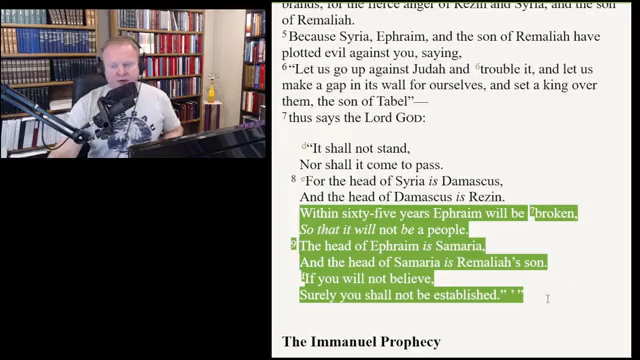 brands, for the fierce anger of Rezin and Syria, and the son
of Remaliah.
5 Because Syria, Ephraim, and the son of Remaliah have
plotted evil against you, saying,
6 “Let us go up against Judah and 6 trouble it, and let us
make a gap in its wall for ourselves, and set a king over
them, the son of Tabel”—
7 thus says the Lord GOD:
d “It shall not stand,
Nor shall it come to pass.
8 e For the head of Syria is Damascus,
And the head of Damascus is Rezin.
Within sixty-five years Ephraim will be 7 broken,
So that it will not be a people.
9 The head of Ephraim is Samaria,
And the head of Samaria is Remaliah’s son.
f If you will not believe,
Surely you shall not be established.” ’ ”
The Immanuel Prophecy